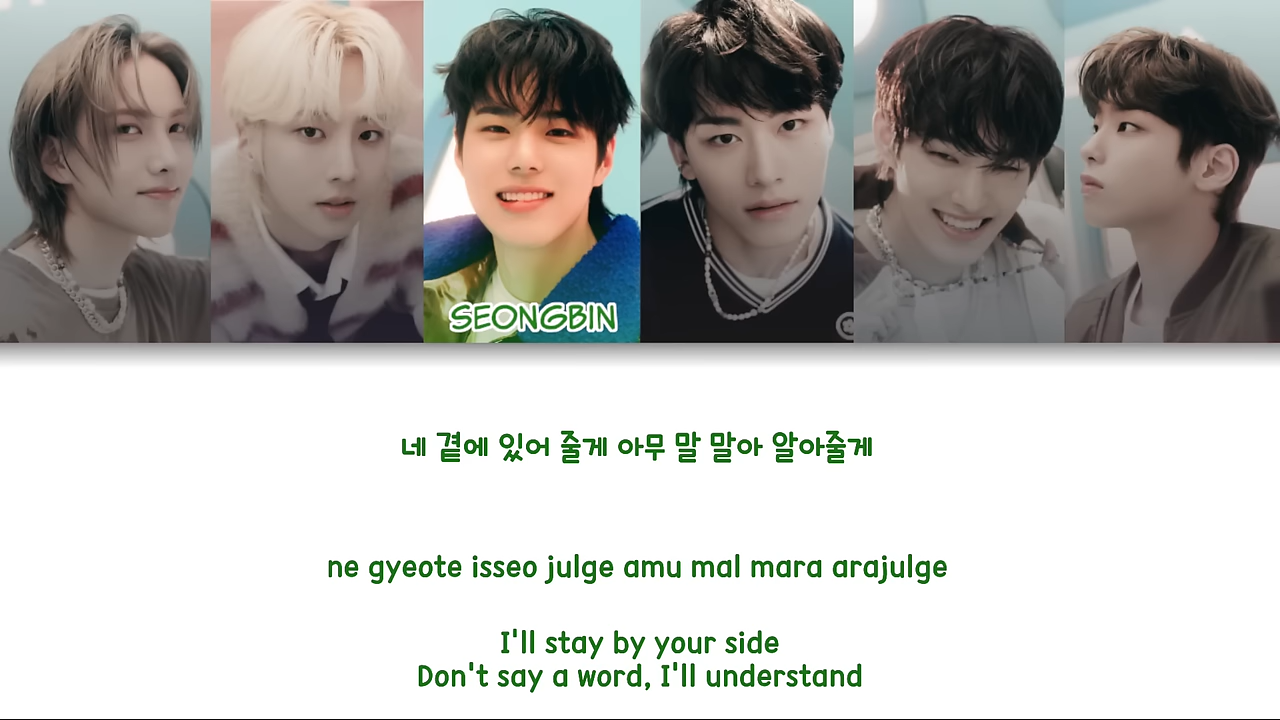 SEONGBIN
네 곁에 있어 줄게 아무 말 말아 알아줄게
ne gyeote isseo julge amu mal mara arajulge
I'll stay by your side
Don't say a word, I'll understand